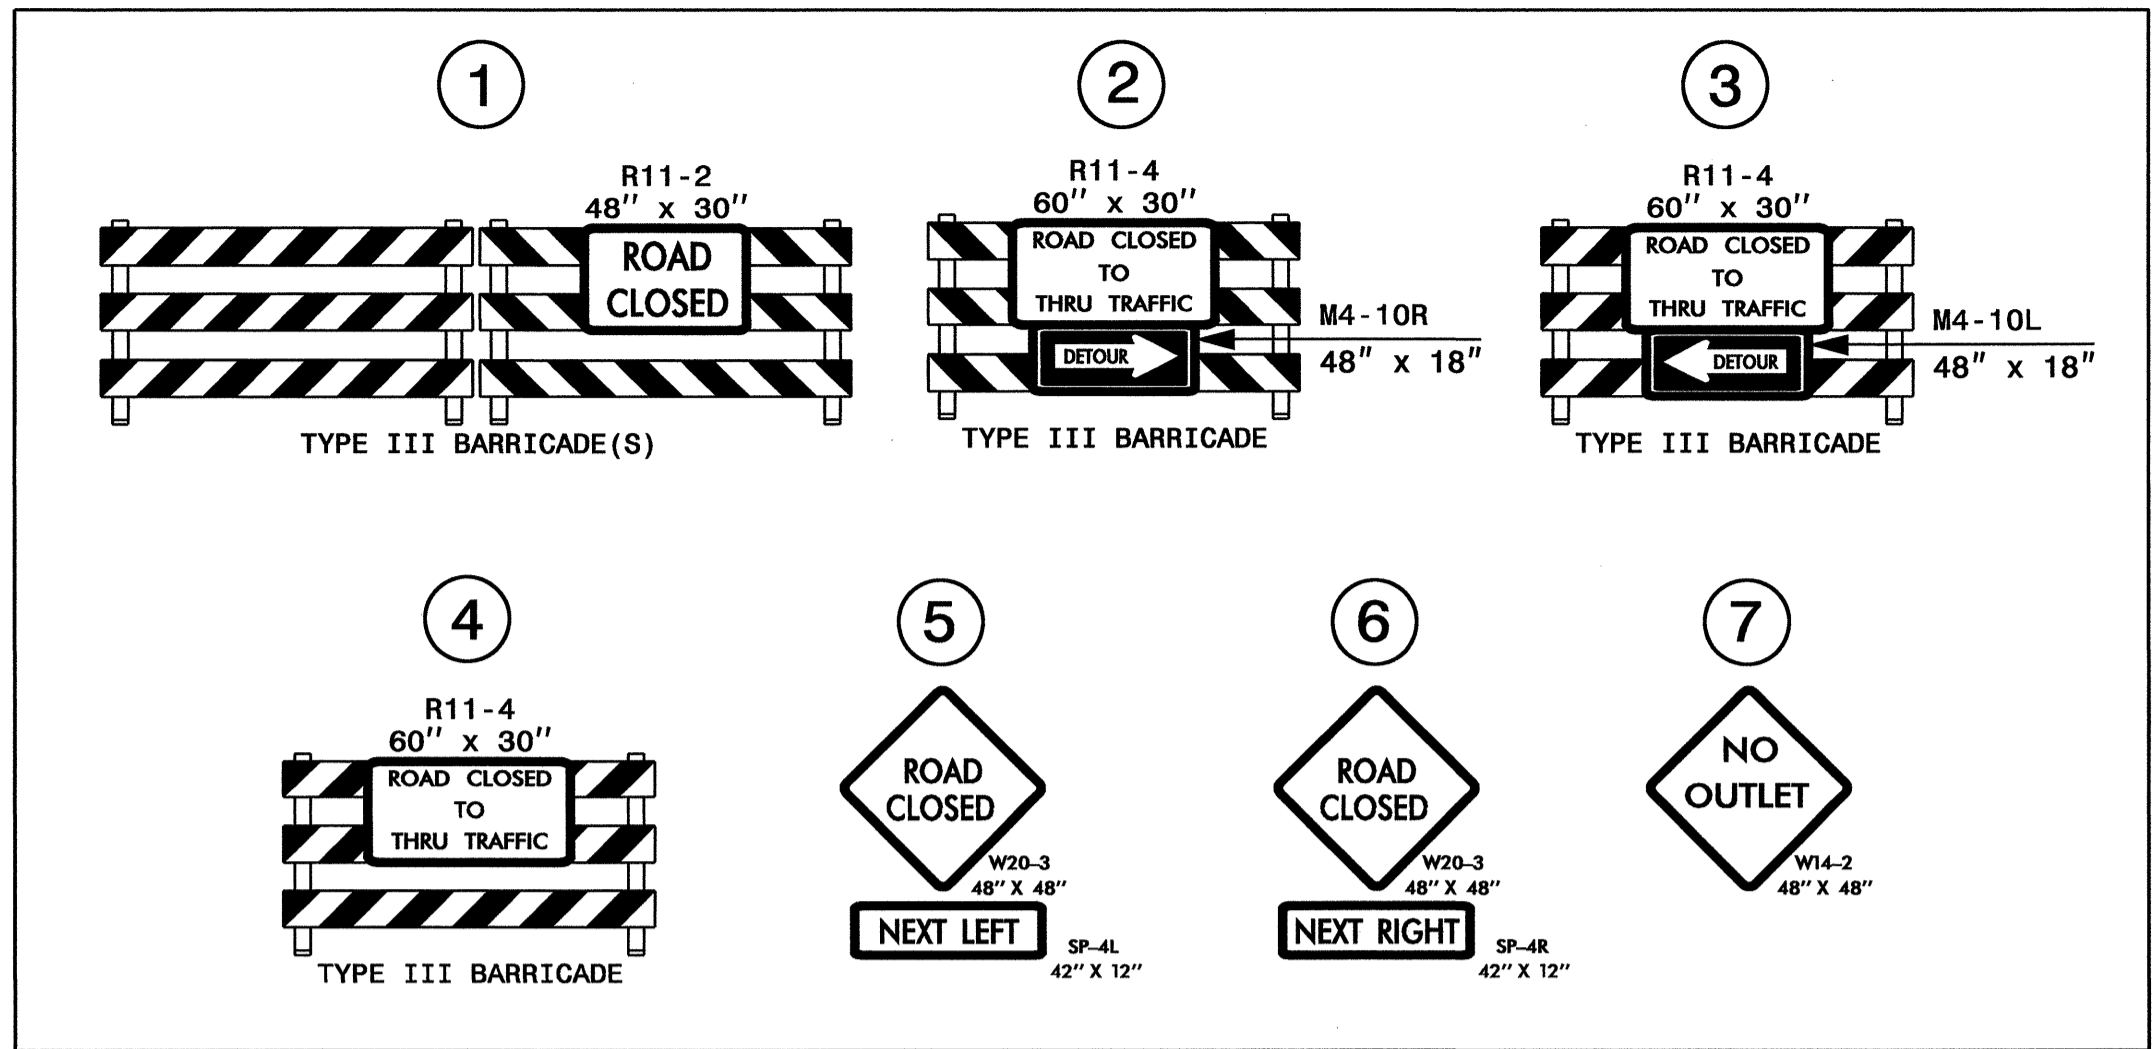 1
R11-2
48" x 30"
ROAD
CLOSED
TYPE III BARRICADE(S)
2
R11-4
60" x 30"
ROAD CLOSED
TO
THRU TRAFFIC
DETOUR
M4-10R
48" x 18"
TYPE III BARRICADE
3
R11-4
60" x 30"
ROAD CLOSED
TO
THRU TRAFFIC
DETOUR
M4-10L
48" x 18"
TYPE III BARRICADE
4
R11-4
60" x 30"
ROAD CLOSED
TO
THRU TRAFFIC
TYPE III BARRICADE
5
ROAD
CLOSED
W20-3
48" X 48"
NEXT LEFT
SP-4L
42" X 12"
6
ROAD
CLOSED
W20-3
48" X 48"
NEXT RIGHT
SP-4R
42" X 12"
7
NO
OUTLET
W14-2
48" X 48"